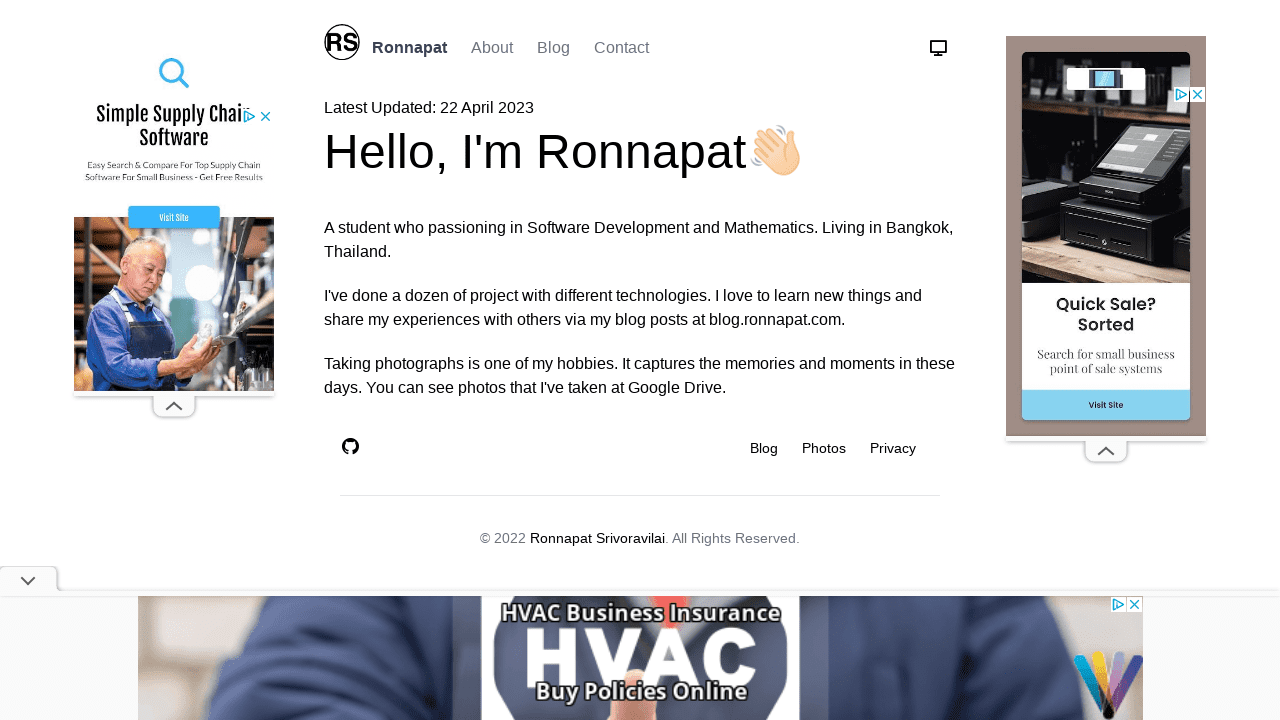 RS
Ronnapat About Blog Contact
Latest Updated: 22 April 2023
Hello, I'm Ronnapat
A student who passioning in Software Development and Mathematics. Living in Bangkok,
Thailand.
I've done a dozen of project with different technologies. I love to learn new things and
share my experiences with others via my blog posts at blog.ronnapat.com.
Taking photographs is one of my hobbies. It captures the memories and moments in these
days. You can see photos that I've taken at Google Drive.
Blog Photos Privacy
© 2022 Ronnapat Srivoravilai. All Rights Reserved.
Simple Supply Chain
Software
Easy Search & Compare For Top Supply Chain
Software For Small Business - Get Free Results
Visit Site
Quick Sale?
Sorted
Search for small business
point of sale systems
Visit Site
HVAC Business Insurance
HVAC
Buy Policies Online